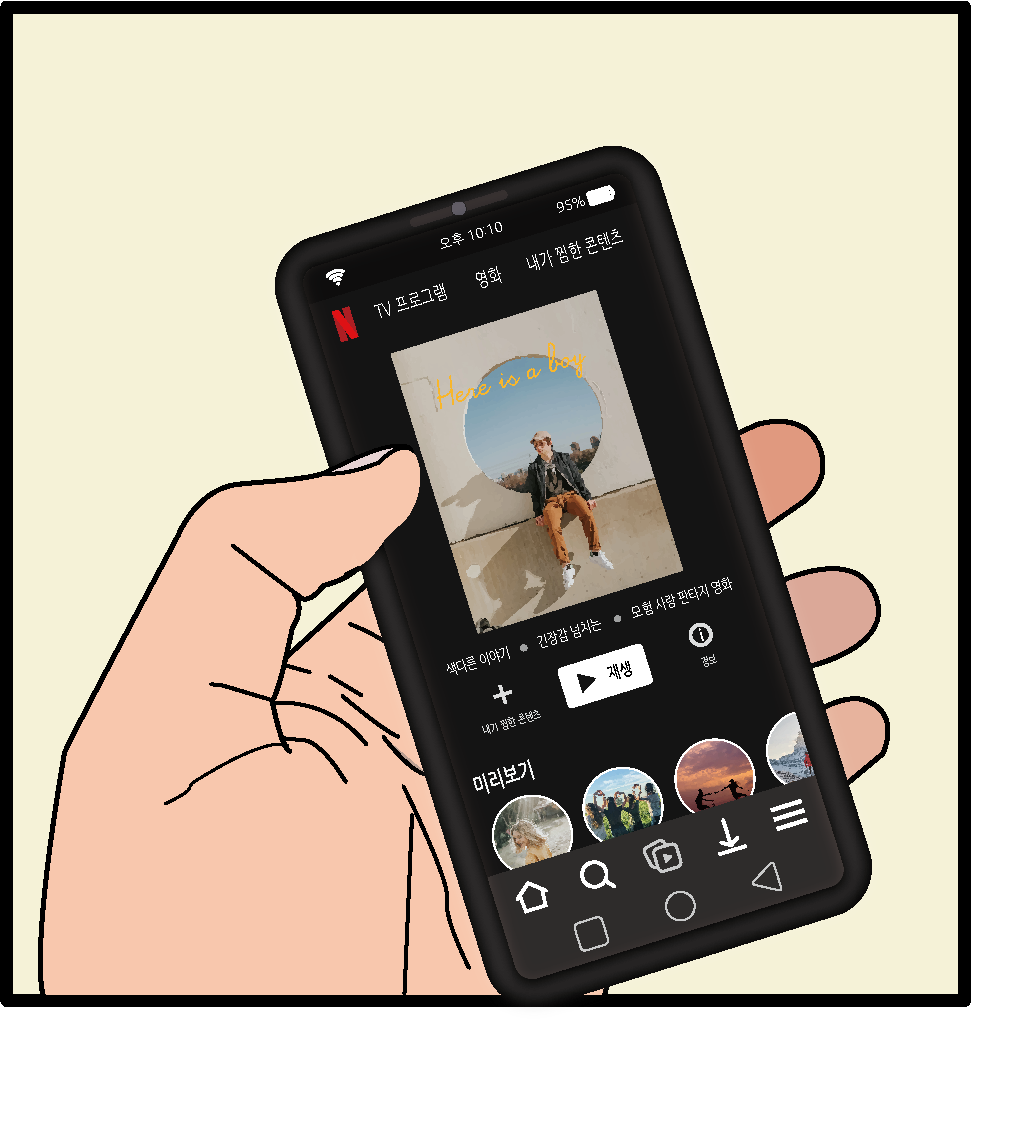 오후 10:10
95%
N
TV 프로그램 영화 내가 찜한 콘텐츠
Here is a boy
색다른 이야기 ● 긴장감 넘치는 ● 모험 사랑 판타지 영화
내가 찜한 콘텐츠
재생
정보
미리보기